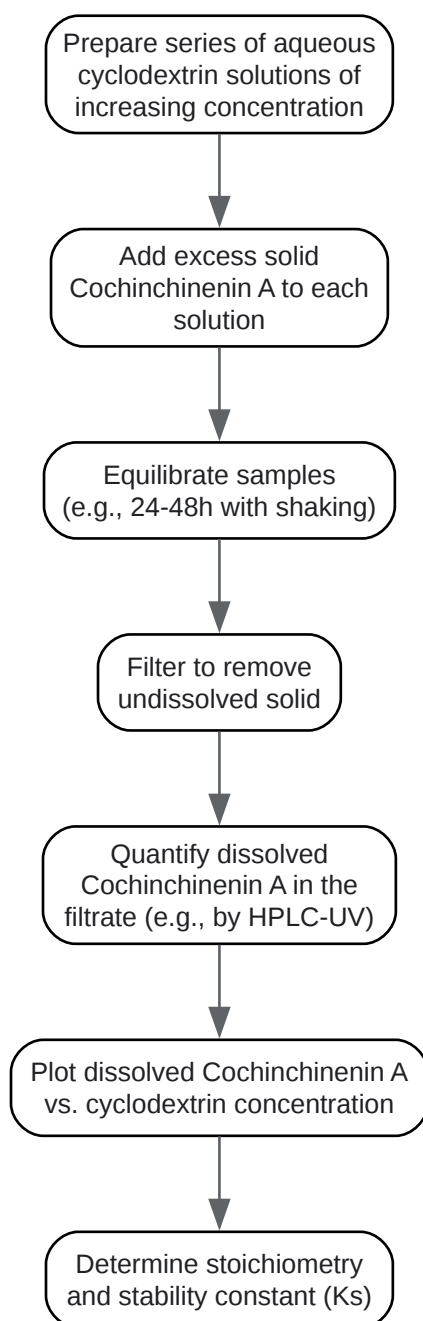 Prepare series of aqueous
cyclodextrin solutions of
increasing concentration
Add excess solid
Cochinchinenin A to each
solution
Equilibrate samples
(e.g., 24-48h with shaking)
Filter to remove
undissolved solid
Quantify dissolved
Cochinchinenin A in the
filtrate (e.g., by HPLC-UV)
Plot dissolved Cochinchinenin A
vs. cyclodextrin concentration
Determine stoichiometry
and stability constant (Ks)